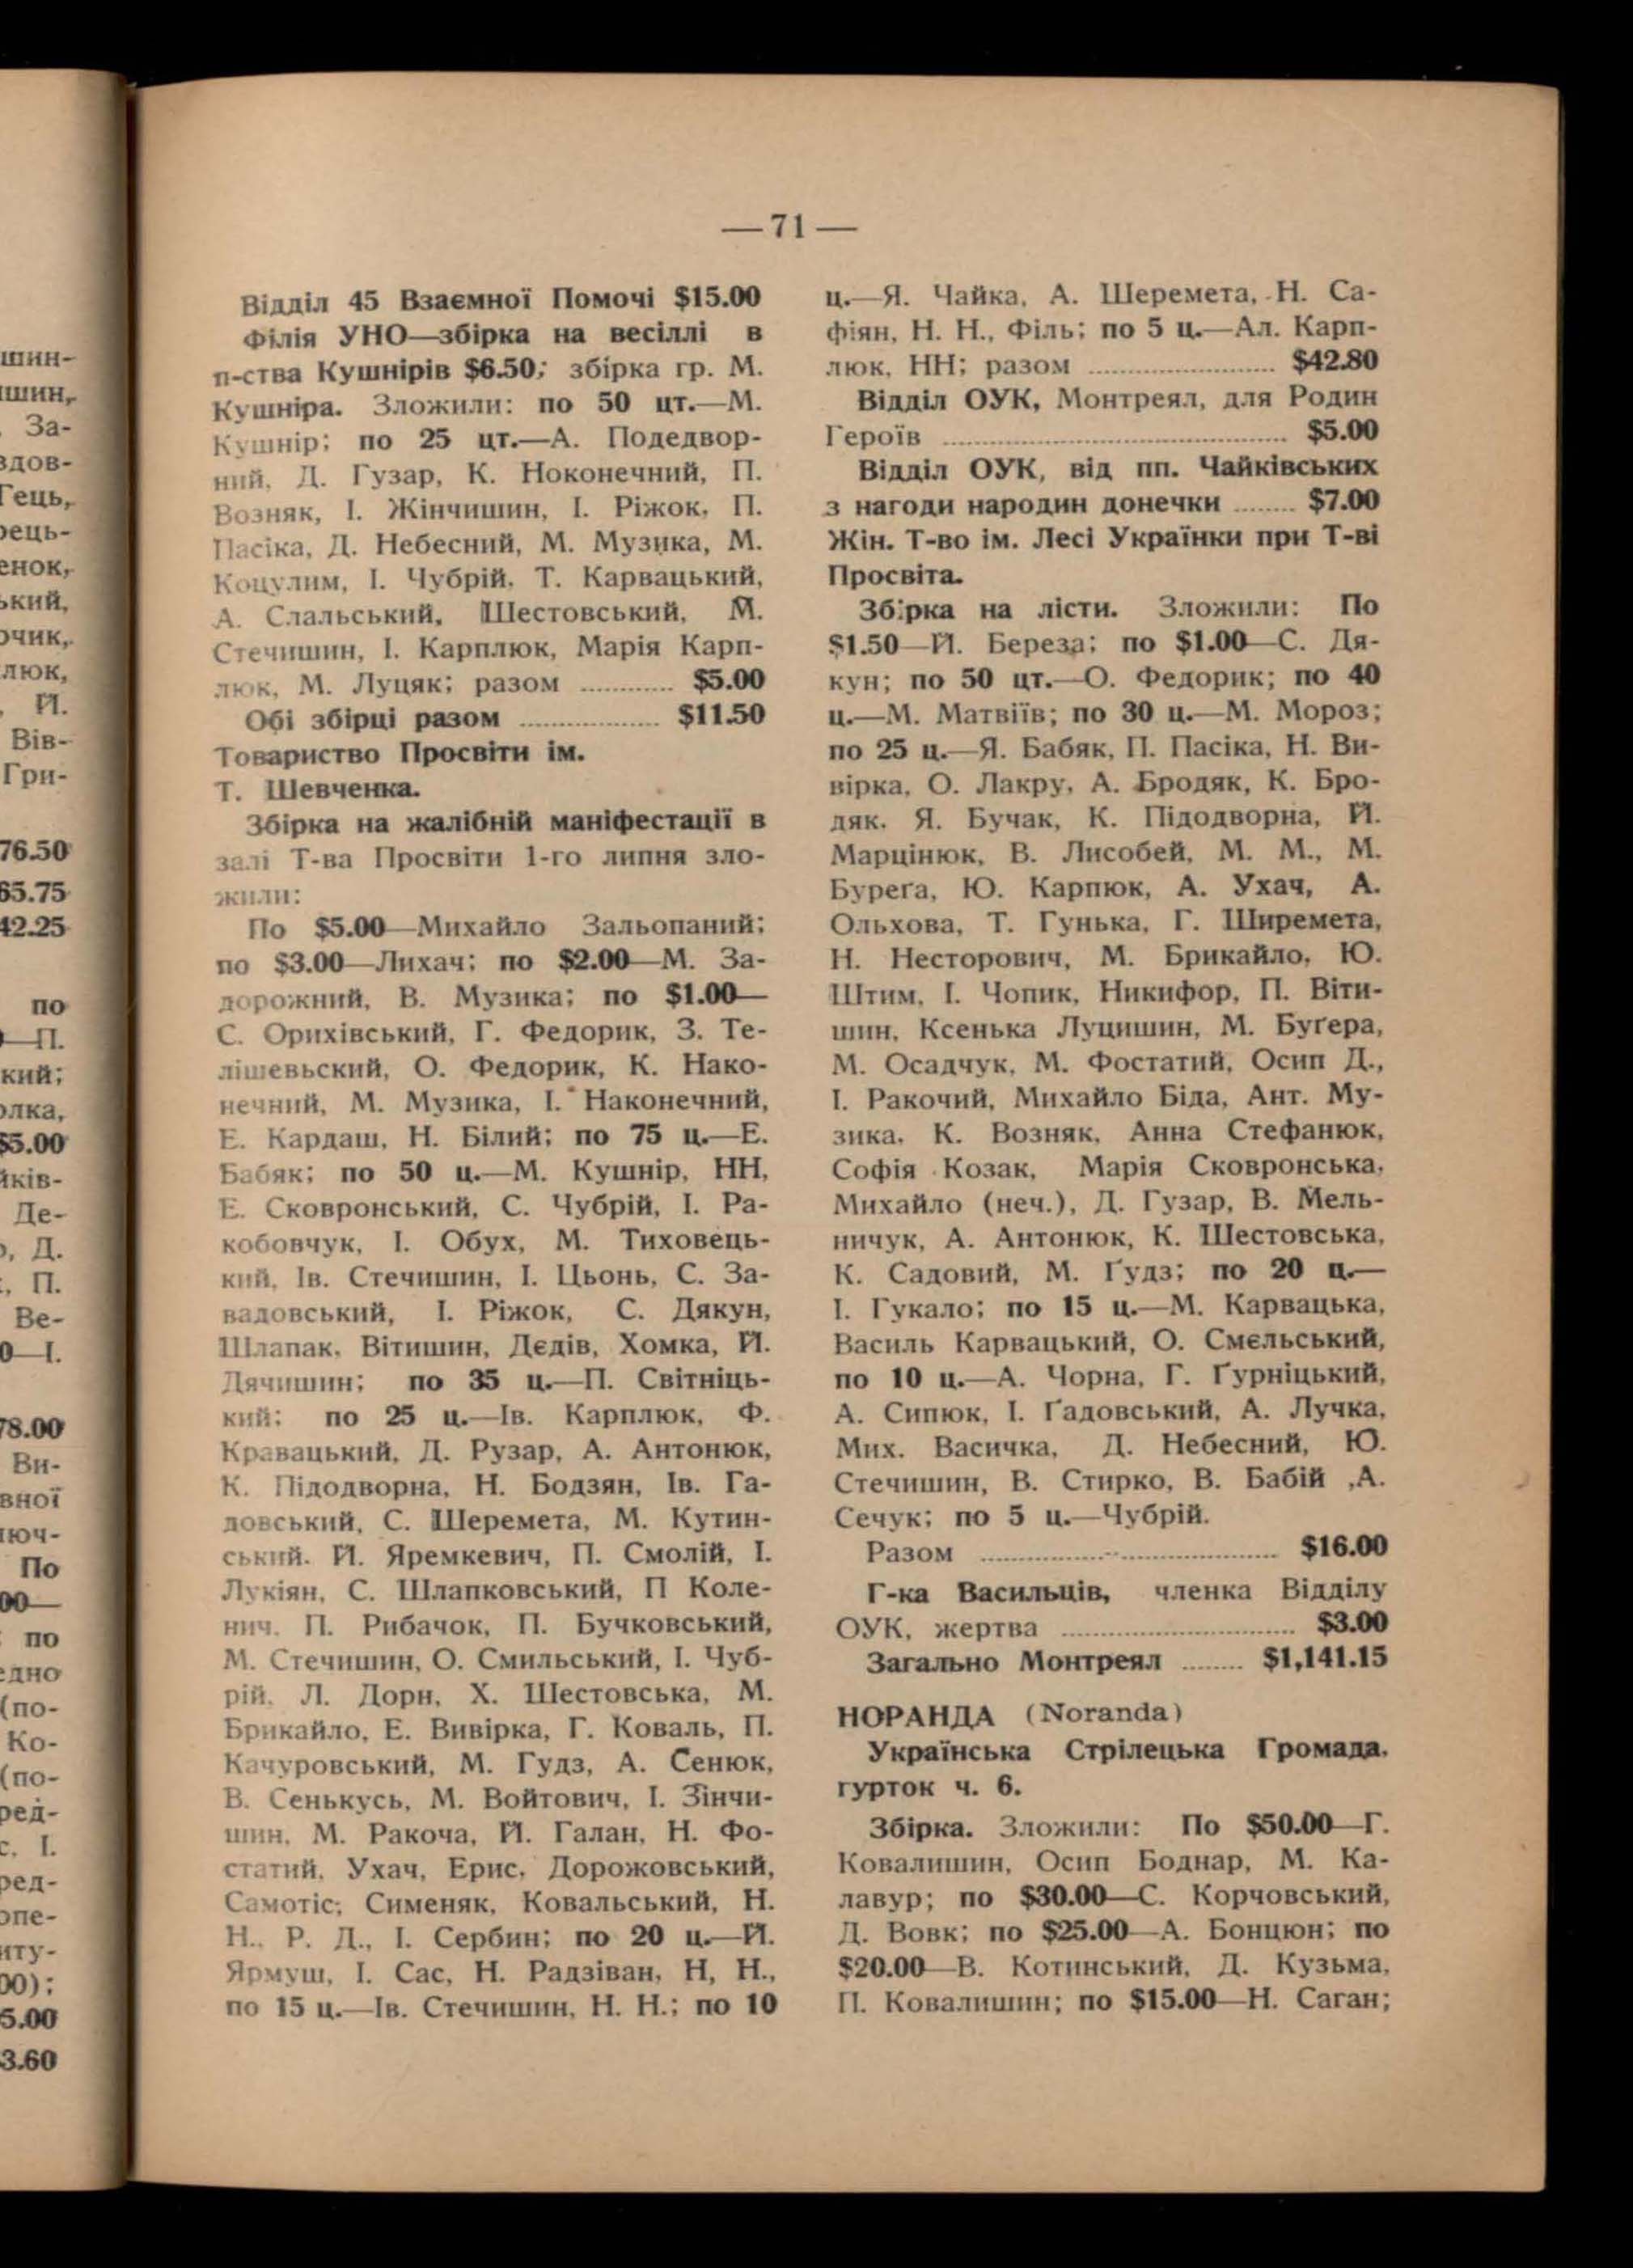 —71—
Відділ 45 Взаємної Помочі $15.00
Філія УНО—збірка на весіллі в
п-ства Кушнірів $6.50; збірка гр. М.
Кушніра. Зложили: по 50 цт.—М.
Кушнір; по 25 цт.—А. Подедвор-
ний, Д. Гузар, К. Ноконечний, П.
Возняк, І. Жінчишин, І. Ріжок, П.
Пасіка, Д. Небесний, М. Музика, М.
Коцулим, І. Чубрій, Т. Карвацький,
А. Слальський, Шестовський, М.
Стечишин, І. Карплюк, Марія Карп-
люк, М. Луцяк; разом ............ $5.00
Обі збірці разом .................. $11.50
Товариство Просвіти ім.
Т. Шевченка.
Збірка на жалібній маніфестації в
залі Т-ва Просвіти 1-го липня зло-
жили:
По $5.00—Михайло Зальопаний;
по $3.00—Лихач; по $2.00—М. За-
дорожний, В. Музика; по $1.00—
С. Орихівський, Г. Федорик, З. Те-
лішевьский, О. Федорик, К. Нако-
нечний, М. Музика, І. Наконечний,
Е. Кардаш, Н. Білий; по 75 ц.—Е.
Бабяк; по 50 ц.—М. Кушнір, НН,
Е. Сковронський, С. Чубрій, І. Ра-
кобовчук, І. Обух, М. Тиховець-
кий, Ів. Стечишин, І. Цьонь, С. За-
вадовський, І. Ріжок, С. Дякун,
Шлапак, Вітишин, Дєдів, Хомка, Й.
Дячишин; по 35 ц.—П. Світніць-
кий; по 25 ц.—Ів. Карплюк, Ф.
Кравацький, Д. Рузар, А. Антонюк,
К. Підодворна, Н. Бодзян, Ів. Га-
довський, С. Шеремета, М. Кутин-
ський. Й. Яремкевич, П. Смолій, І.
Лукіян, С. Шлапковський, П Коле-
нич, П. Рибачок, П. Бучковський,
М. Стечишин, О. Смильський, І. Чуб-
рій, Л. Дорн, Х. Шестовська, М.
Брикайло, Е. Вивірка, Г. Коваль, П.
Качуровський, М. Гудз, А. Сенюк,
В. Сенькусь, М. Войтович, І. Зінчи-
шин, М. Ракоча, Й. Галан, Н. Фо-
статий, Ухач, Ерис, Дорожовський,
Самотіс; Сименяк, Ковальський, Н.
Н., Р. Д., І. Сербин; по 20 ц.—Й.
Ярмуш, І. Сас, Н. Радзіван, Н, Н.,
по 15 ц.—Ів. Стечишин, Н. Н.; по 10
ц.—Я. Чайка, А. Шеремета, Н. Са-
фіян, Н. Н., Філь; по 5 ц.—Ал. Карп-
люк, НН; разом ........................ $42.80
Відділ ОУК, Монтреял, для Родин
Героїв ............................................ $5.00
Відділ ОУК, від пп. Чайківських
з нагоди народин донечки ........ $7.00
Жін. Т-во ім. Лесі Українки при Т-ві
Просвіта.
Збірка на лісти. Зложили: По
$1.50—Й. Береза; по $1.00—С. Дя-
кун; по 50 цт.—О. Федорик; по 40
ц.—М. Матвіїв; по 30 ц.—М. Мороз;
по 25 ц.—Я. Бабяк, П. Пасіка, Н. Ви-
вірка, О. Лакру, А. Бродяк, К. Бро-
дяк. Я. Бучак, К. Підодворна, Й.
Марцінюк, В. Лисобей, М. М., М.
Буреґа, Ю. Карпюк, А. Ухач, А.
Ольхова, Т. Гунька, Г. Ширемета,
Н. Несторович, М. Брикайло, Ю.
Штим, І. Чопик, Никифор, П. Віти-
шин, Ксенька Луцишин, М. Буґера,
М. Осадчук, М. Фостатий, Осип Д.,
І. Ракочий, Михайло Біда, Ант. Му-
зика, К. Возняк, Анна Стефанюк,
Софія Козак, Марія Сковронська,
Михайло (неч.), Д. Гузар, В. Мель-
ничук, А. Антонюк, К. Шестовська,
К. Садовий, М. Ґудз; по 20 ц.—
І. Гукало; по 15 ц.—М. Карвацька,
Василь Карвацький, О. Смєльський,
по 10 ц.—А. Чорна, Г. Ґурніцький,
А. Сипюк, І. Ґадовський, А. Лучка,
Мих. Васичка, Д. Небесний, Ю.
Стечишин, В. Стирко, В. Бабій ,А.
Сечук; по 5 ц.—Чубрій.
Разом ...................................... $16.00
Г-ка Васильців, членка Відділу
ОУК, жертва .............................. $3.00
Загально Монтреял ........ $1,141.15
НОРАНДА (Noranda)
Українська Стрілецька Громада,
гурток ч. 6.
Збірка. Зложили: По $50.00—Г.
Ковалишин, Осип Боднар, М. Ка-
лавур; по $30.00—С. Корчовський,
Д. Вовк; по $25.00—А. Бонцюн; по
$20.00—В. Котинський, Д. Кузьма,
П. Ковалишин; по $15.00—Н. Саган;